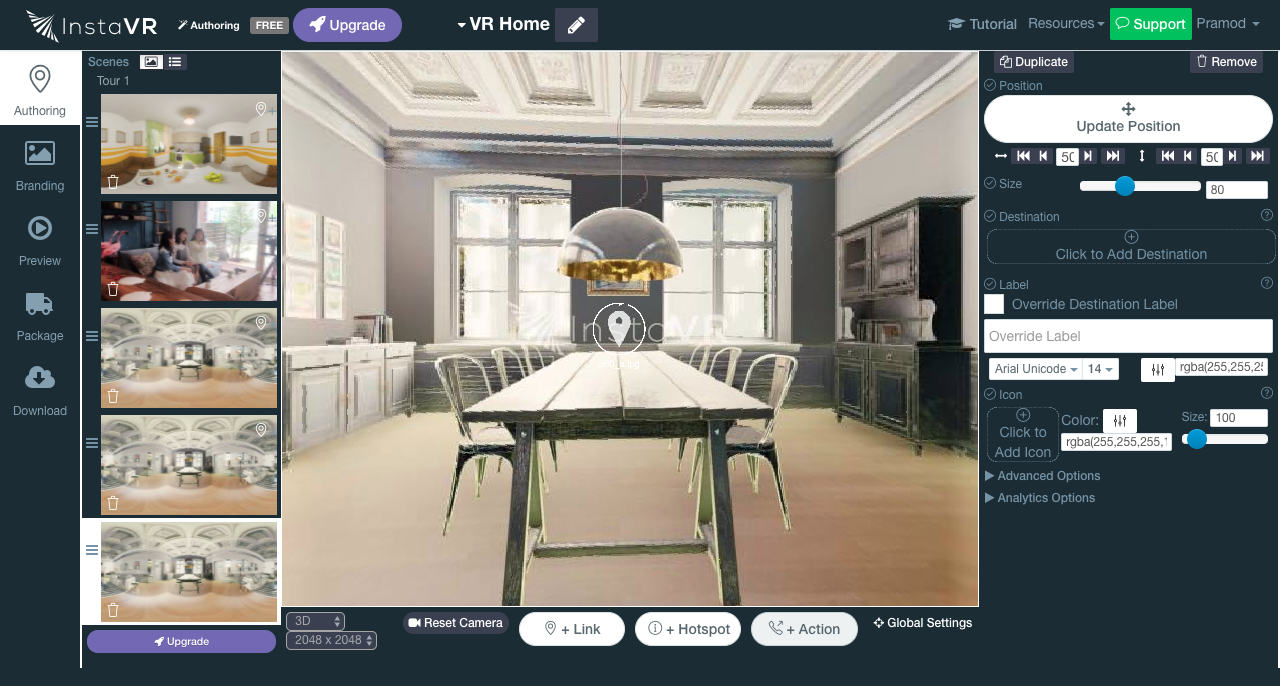 InstaVR
Authoring
FREE
Upgrade
VR Home
Tutorial
Resources
Support
Pramod
Authoring
Branding
Preview
Package
Download
Scenes
Tour 1
Upgrade
InstaVR
3D
2048 x 2048
Reset Camera
+ Link
+ Hotspot
+ Action
Global Settings
Duplicate
Remove
Position
Update Position
50
50
Size
80
Destination
Click to Add Destination
Label
Override Destination Label
Override Label
Arial Unicode
14
rgba(255,255,25
Icon
Click to
Add Icon
Color:
rgba(255,255,255,1
Size:
100
Advanced Options
Analytics Options